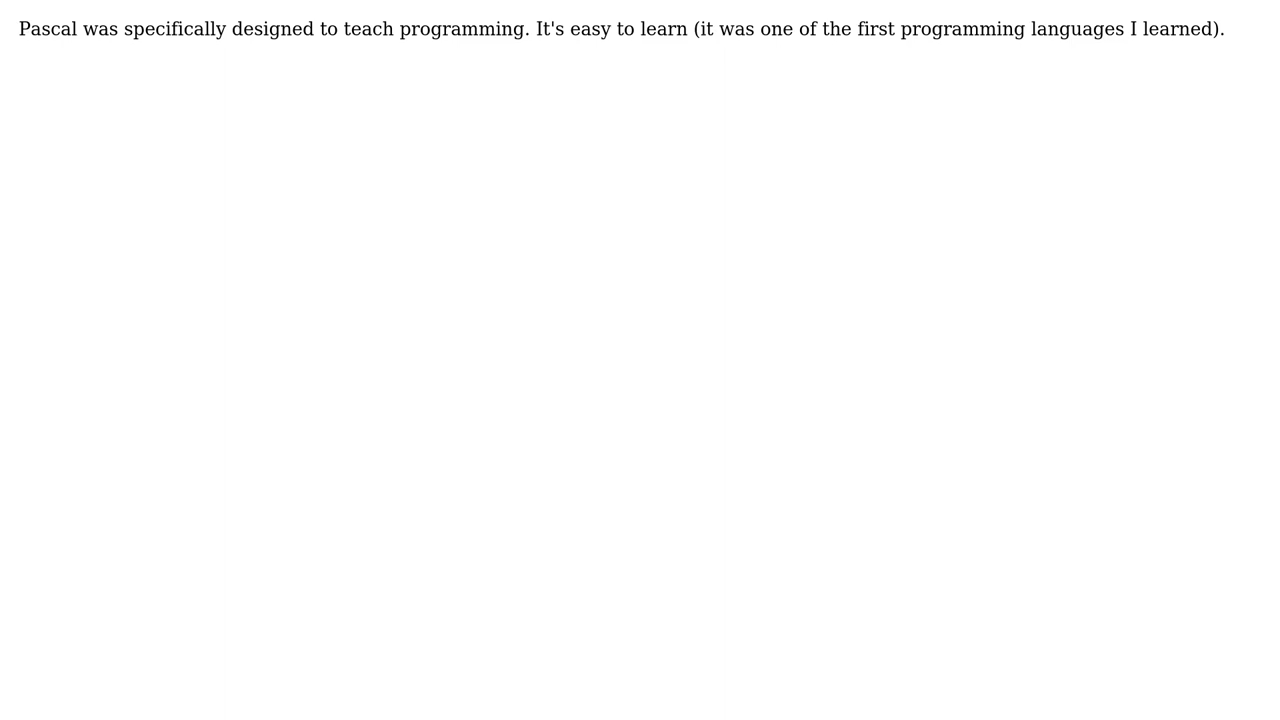 Pascal was specifically designed to teach programming. It's easy to learn (it was one of the first programming languages I learned).